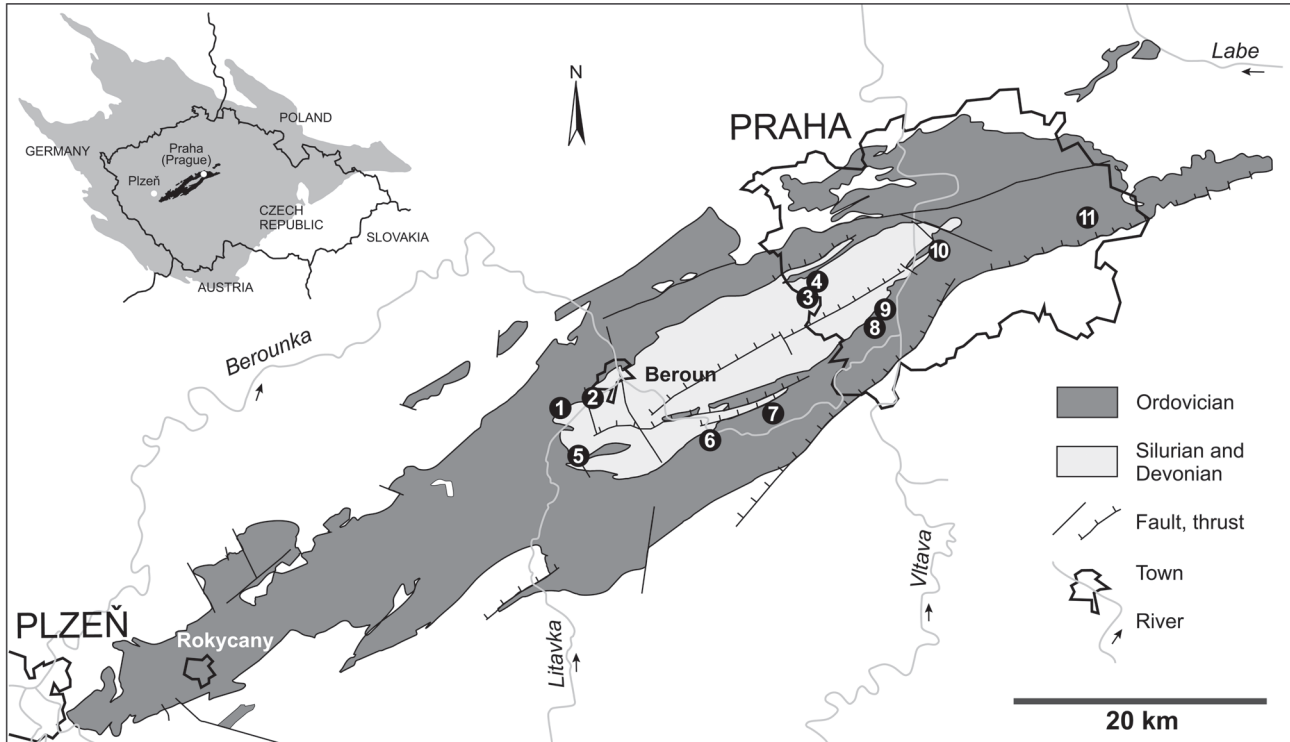 GERMANY
POLAND
Praha
(Prague)
Plzeň
CZECH
REPUBLIC
SLOVAKIA
AUSTRIA
N
Labe
PRAHA
11
10
4
3
9
8
Berounka
Beroun
2
1
7
6
5
Ordovician
Silurian and
Devonian
Fault, thrust
Town
River
Vltava
Litavka
PLZEŇ
Rokycany
20 km